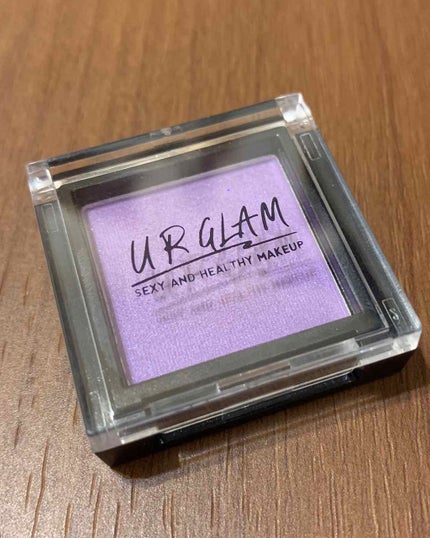 UR GLAM
SEXY AND HEALTHY MAKEUP